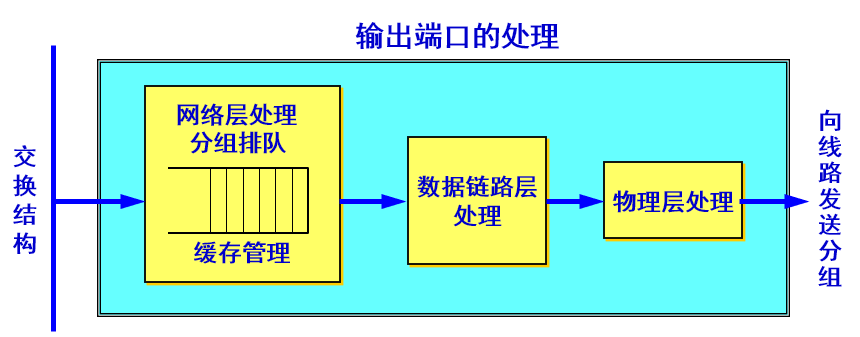 输出端口的处理
交换结构
网络层处理
分组排队
缓存管理
数据链路层
处理
物理层处理
向线路发送分组